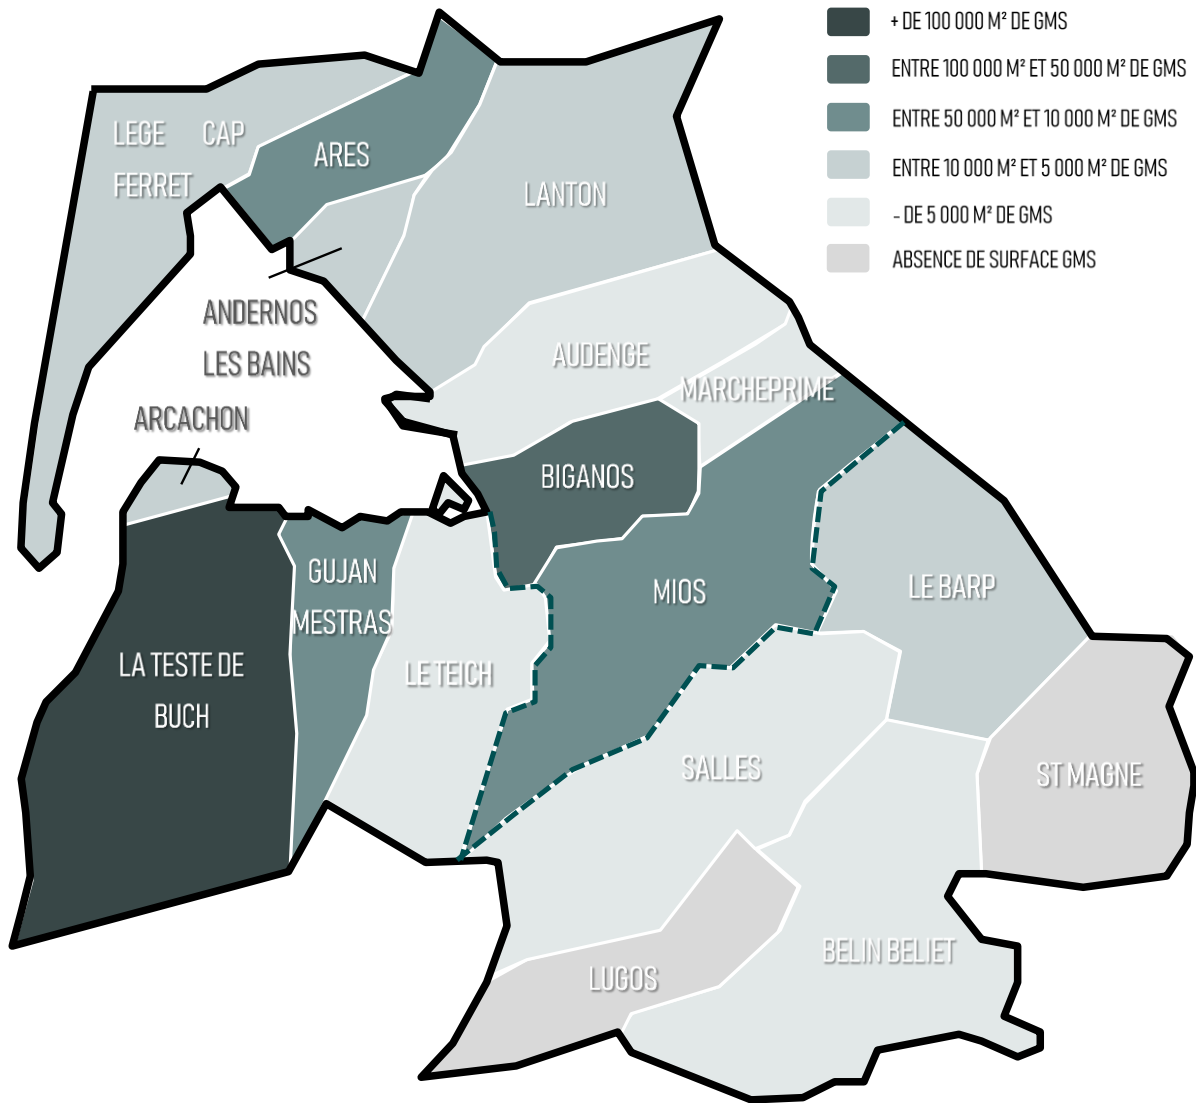 + DE 100 000 M² DE GMS
ENTRE 100 000 M² ET 50 000 M² DE GMS
ENTRE 50 000 M² ET 10 000 M² DE GMS
ENTRE 10 000 M² ET 5 000 M² DE GMS
- DE 5 000 M² DE GMS
ABSENCE DE SURFACE GMS
LEGE CAP
FERRET
ARES
LANTON
ANDERNOS
LES BAINS
AUDENGE
MARCHEPRIME
ARCACHON
BIGANOS
GUJAN
MESTRAS
MIOS
LE BARP
LA TESTE DE
BUCH
LE TEICH
SALLES
ST MAGNE
BELIN BELIET
LUGOS